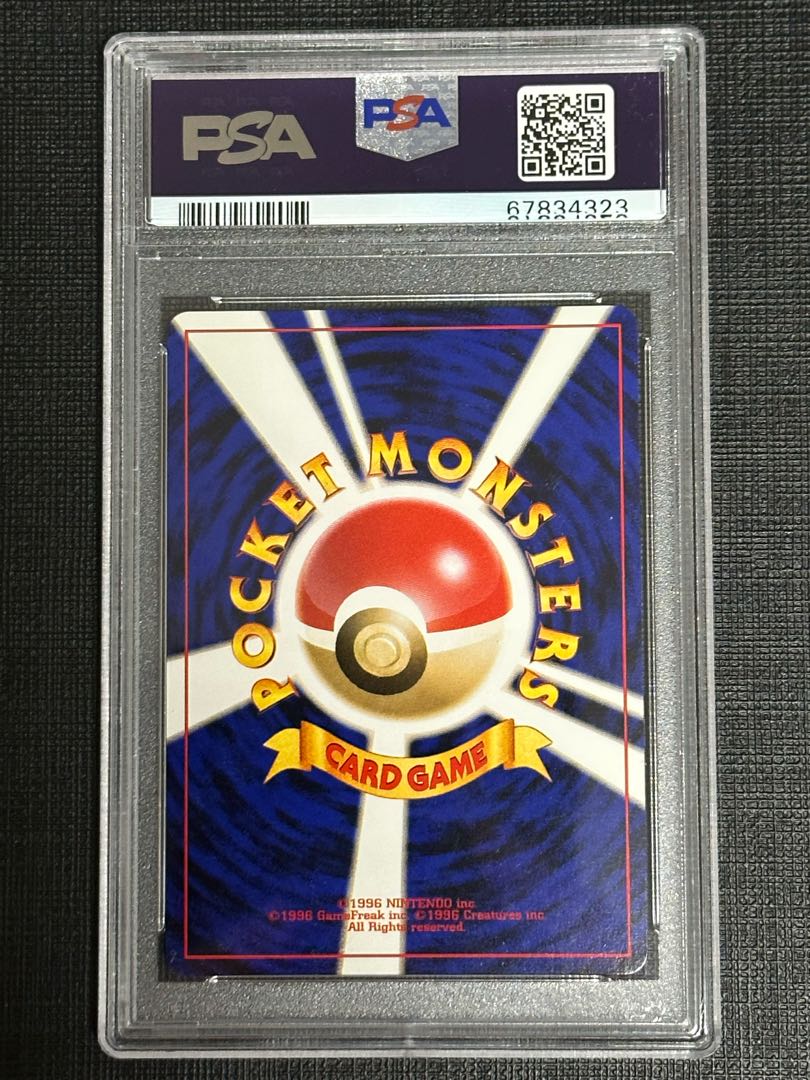 PSA
PSA
67834323
POCKET MONSTERS
CARD GAME
©1996 NINTENDO inc.
©1996 GameFreak inc. ©1996 Creatures inc.
All Rights reserved.